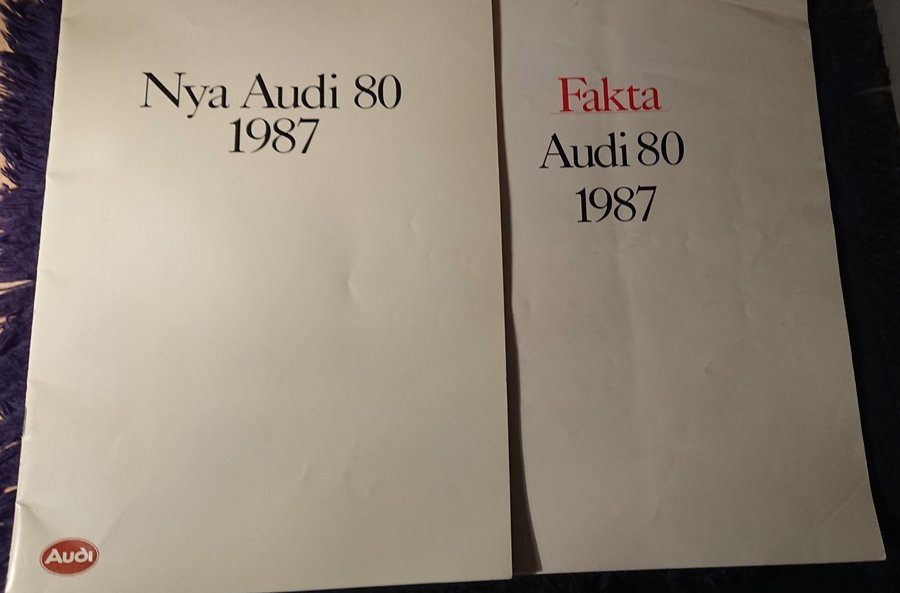 Nya Audi 80
1987
Audi
Fakta
Audi 80
1987